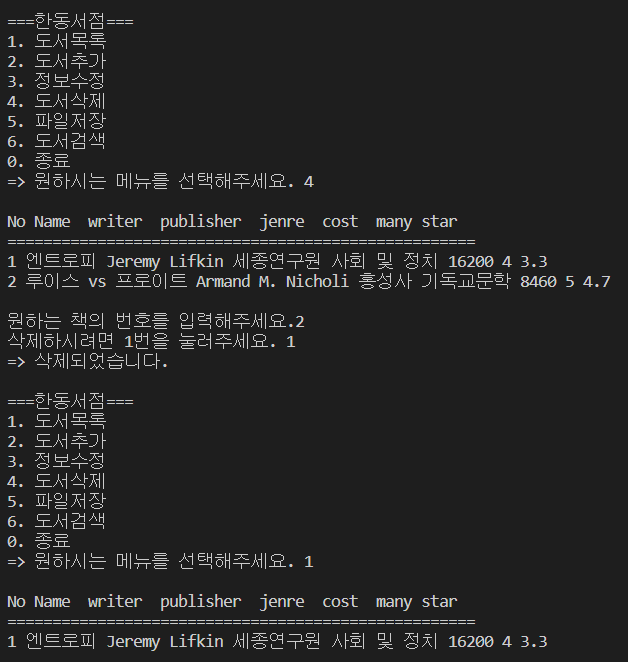 ===한동서점===
1. 도서목록
2. 도서추가
3. 정보수정
4. 도서삭제
5. 파일저장
6. 도서검색
0. 종료
=> 원하시는 메뉴를 선택해주세요. 4
No Name  writer  publisher  jenre  cost  many star
====================================================
1 엔트로피 Jeremy Lifkin 세종연구원 사회 및 정치 16200 4 3.3
2 루이스 vs 프로이트 Armand M. Nicholi 홍성사 기독교문학 8460 5 4.7
원하는 책의 번호를 입력해주세요.2
삭제하시려면 1번을 눌러주세요. 1
=> 삭제되었습니다.
===한동서점===
1. 도서목록
2. 도서추가
3. 정보수정
4. 도서삭제
5. 파일저장
6. 도서검색
0. 종료
=> 원하시는 메뉴를 선택해주세요. 1
No Name  writer  publisher  jenre  cost  many star
====================================================
1 엔트로피 Jeremy Lifkin 세종연구원 사회 및 정치 16200 4 3.3